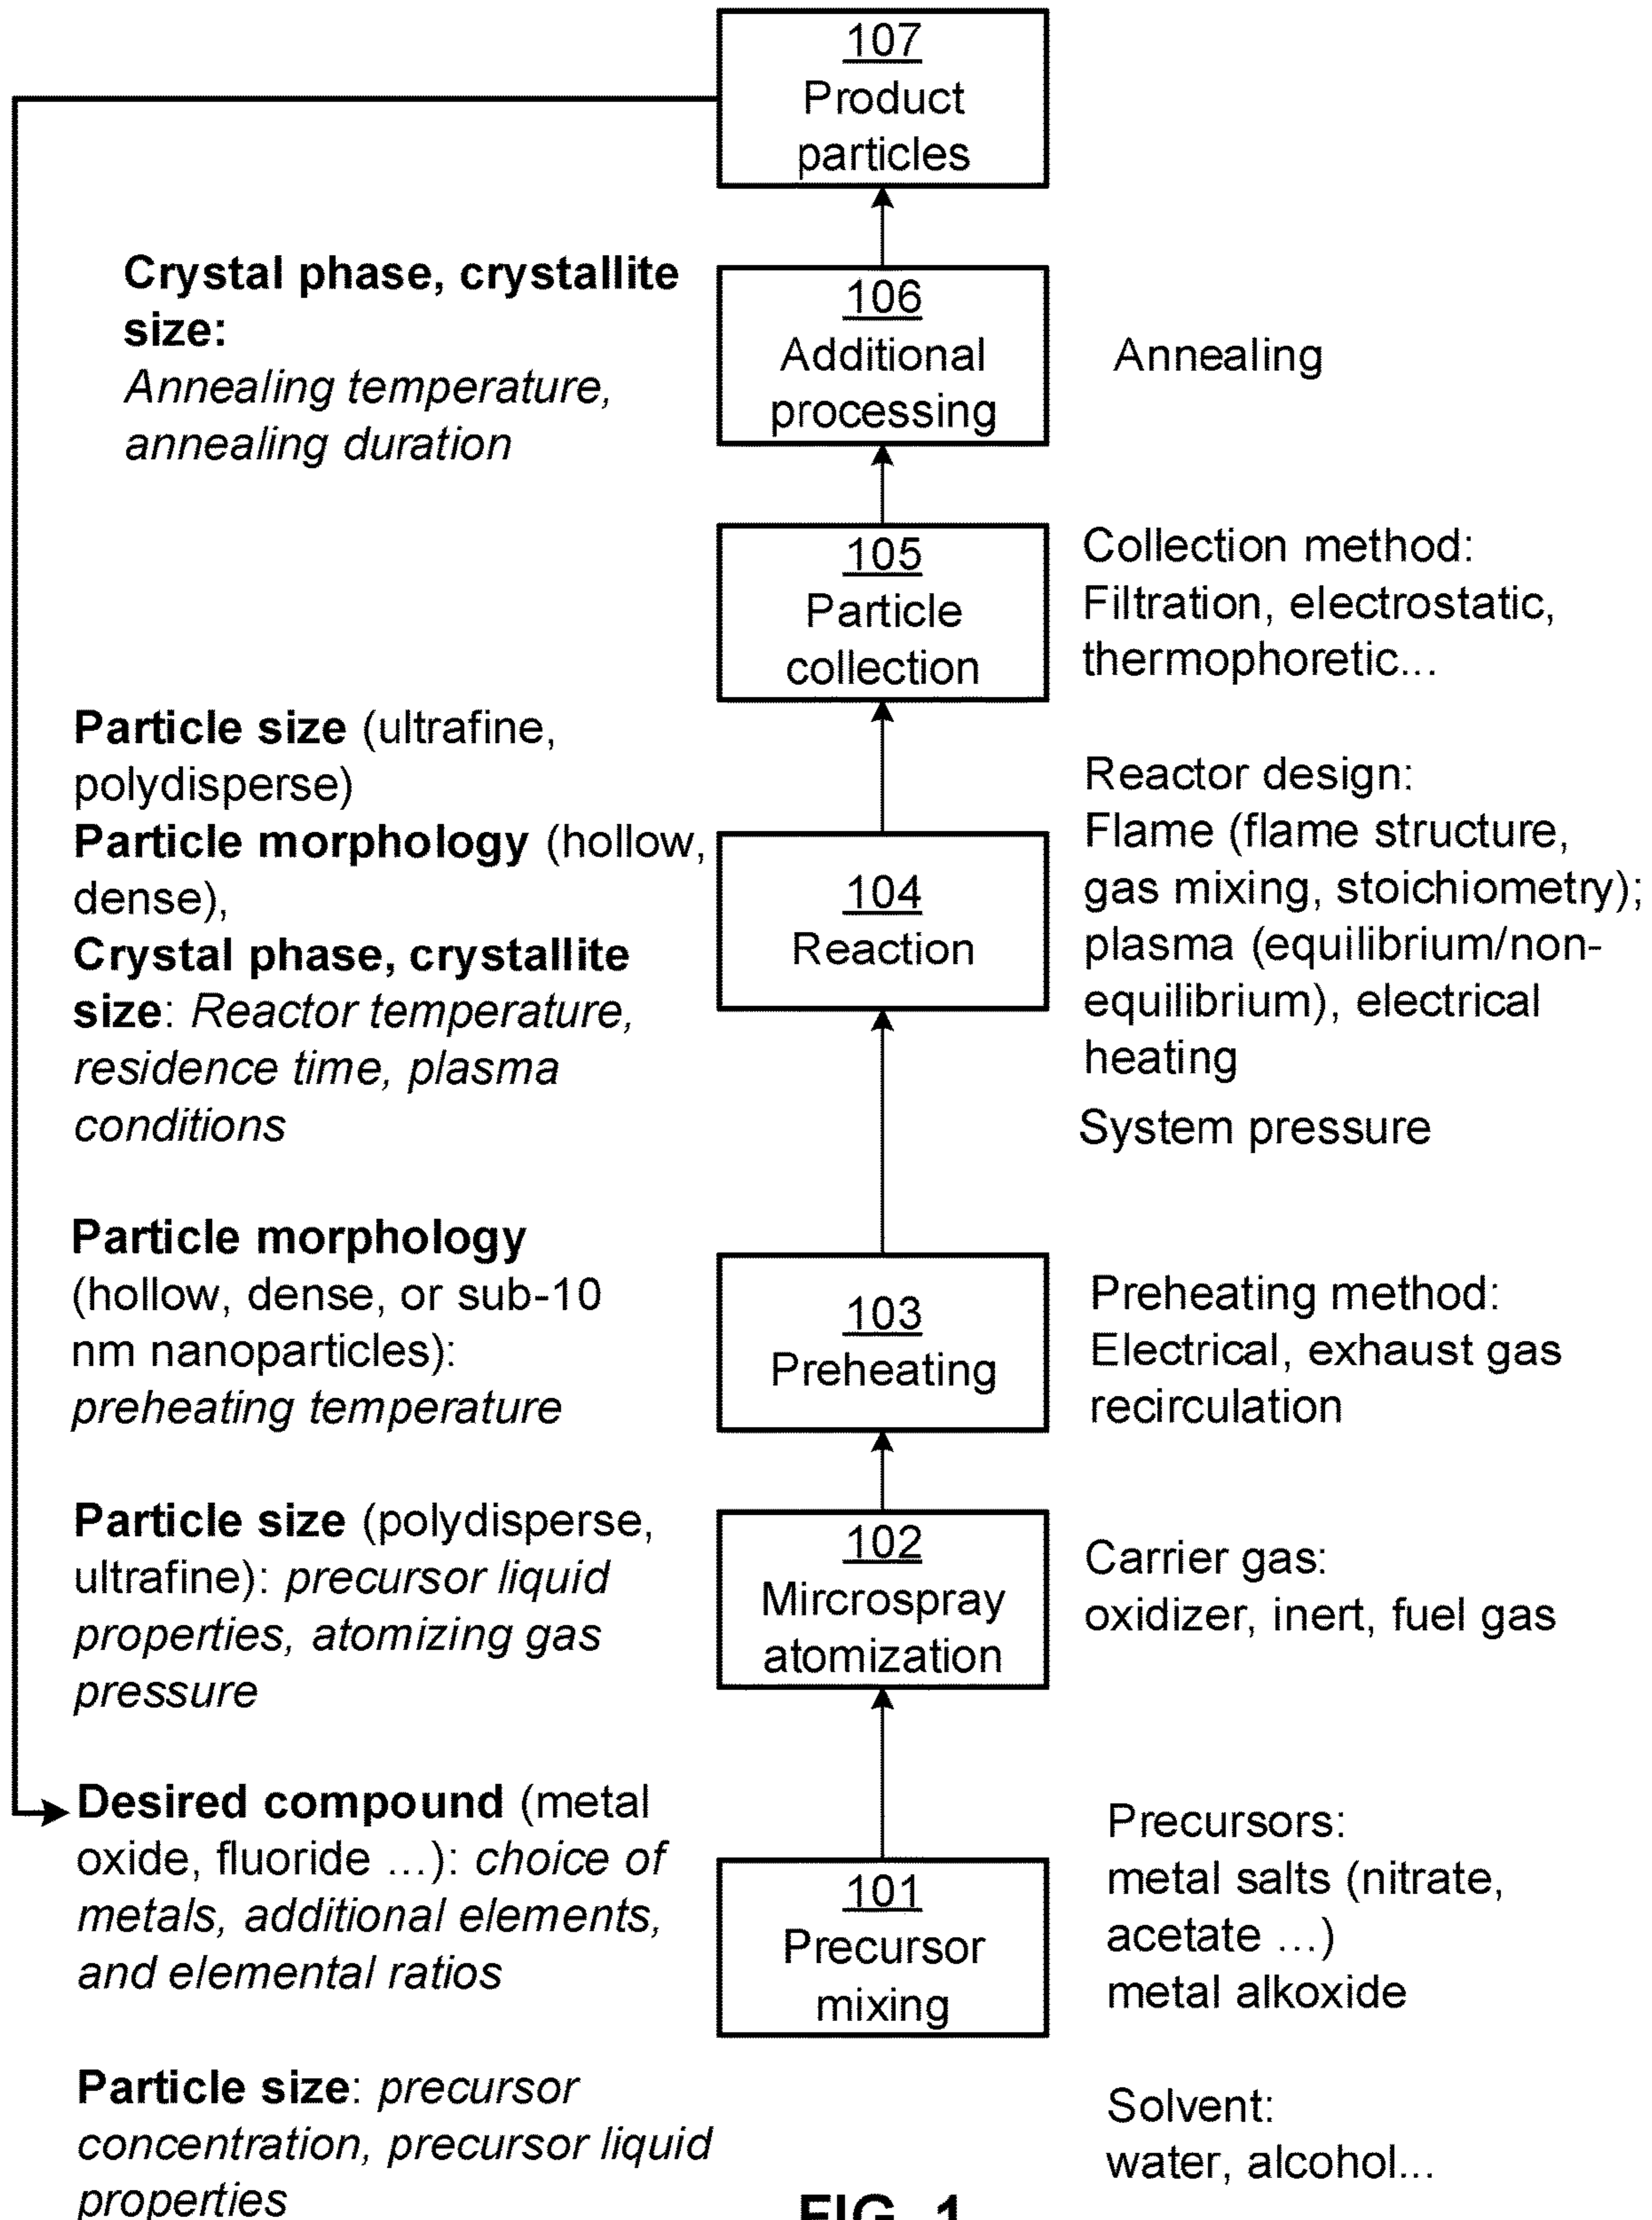 107
Product
particles
Crystal phase, crystallite
size:
Annealing temperature,
annealing duration
106
Additional
processing
Annealing
105
Particle
collection
Collection method:
Filtration, electrostatic,
thermophoretic...
Particle size (ultrafine,
polydisperse)
Particle morphology (hollow,
dense),
Crystal phase, crystallite
size: Reactor temperature,
residence time, plasma
conditions
104
Reaction
Reactor design:
Flame (flame structure,
gas mixing, stoichiometry);
plasma (equilibrium/non-
equilibrium), electrical
heating
System pressure
Particle morphology
(hollow, dense, or sub-10
nm nanoparticles):
preheating temperature
103
Preheating
Preheating method:
Electrical, exhaust gas
recirculation
Particle size (polydisperse,
ultrafine): precursor liquid
properties, atomizing gas
pressure
102
Mircrospray
atomization
Carrier gas:
oxidizer, inert, fuel gas
Desired compound (metal
oxide, fluoride ...): choice of
metals, additional elements,
and elemental ratios
101
Precursor
mixing
Precursors:
metal salts (nitrate,
acetate ...)
metal alkoxide
Particle size: precursor
concentration, precursor liquid
properties
Solvent:
water, alcohol...
FIG. 1